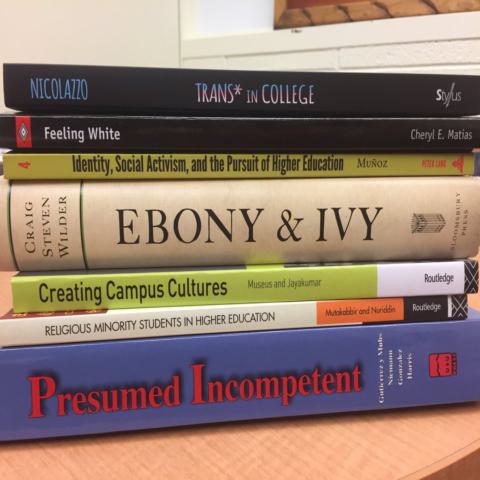 NICOLAZZO TRANS* IN COLLEGE Stylus
Feeling White Cheryl E. Matias
4 Identity, Social Activism, and the Pursuit of Higher Education MUÑOZ PETER LANG
CRAIG
STEVEN
WILDER
EBONY & IVY
BLOOMSBURY
PRESS
Creating Campus Cultures Museus and Jayakumar Routledge
RELIGIOUS MINORITY STUDENTS IN HIGHER EDUCATION Mutakabbir and Nuriddin Routledge
Presumed Incompetent
Gutiérrez y Muhs
Niemann
González
Harris
USU